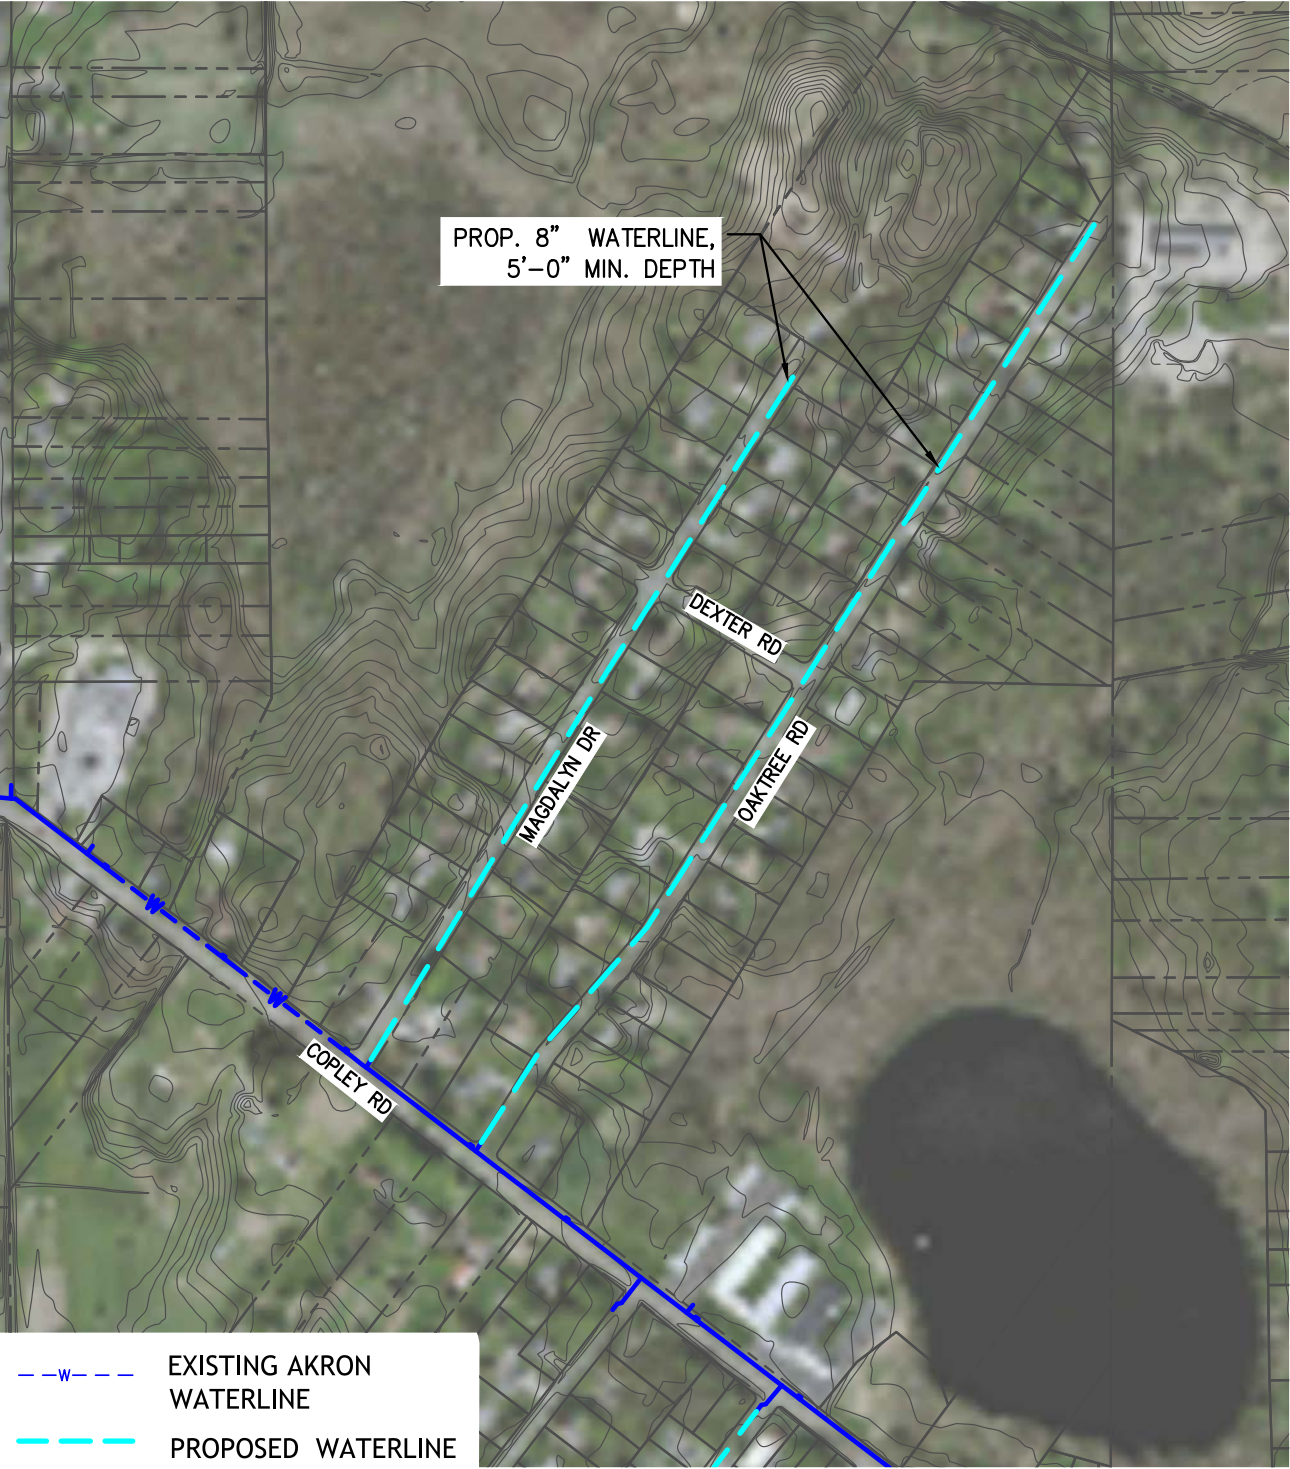 PROP. 8” WATERLINE,
5’-0” MIN. DEPTH
DEXTER RD
MAGDALYN DR
OAKTREE RD
W
W
COPLEY RD
W
EXISTING AKRON
WATERLINE
PROPOSED WATERLINE